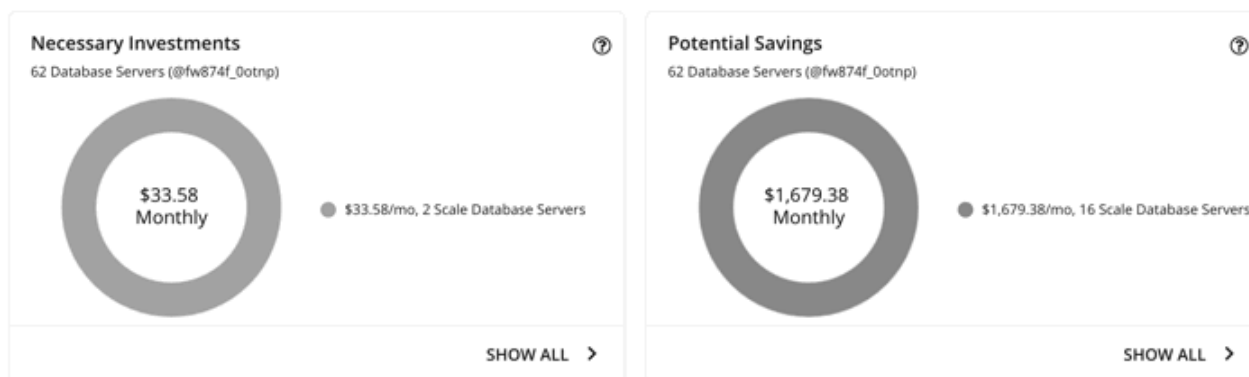 Necessary Investments
62 Database Servers (@fw874f_0otnp)
$33.58
Monthly
$33.58/mo, 2 Scale Database Servers
SHOW ALL
Potential Savings
62 Database Servers (@fw874f_0otnp)
$1,679.38
Monthly
$1,679.38/mo, 16 Scale Database Servers
SHOW ALL